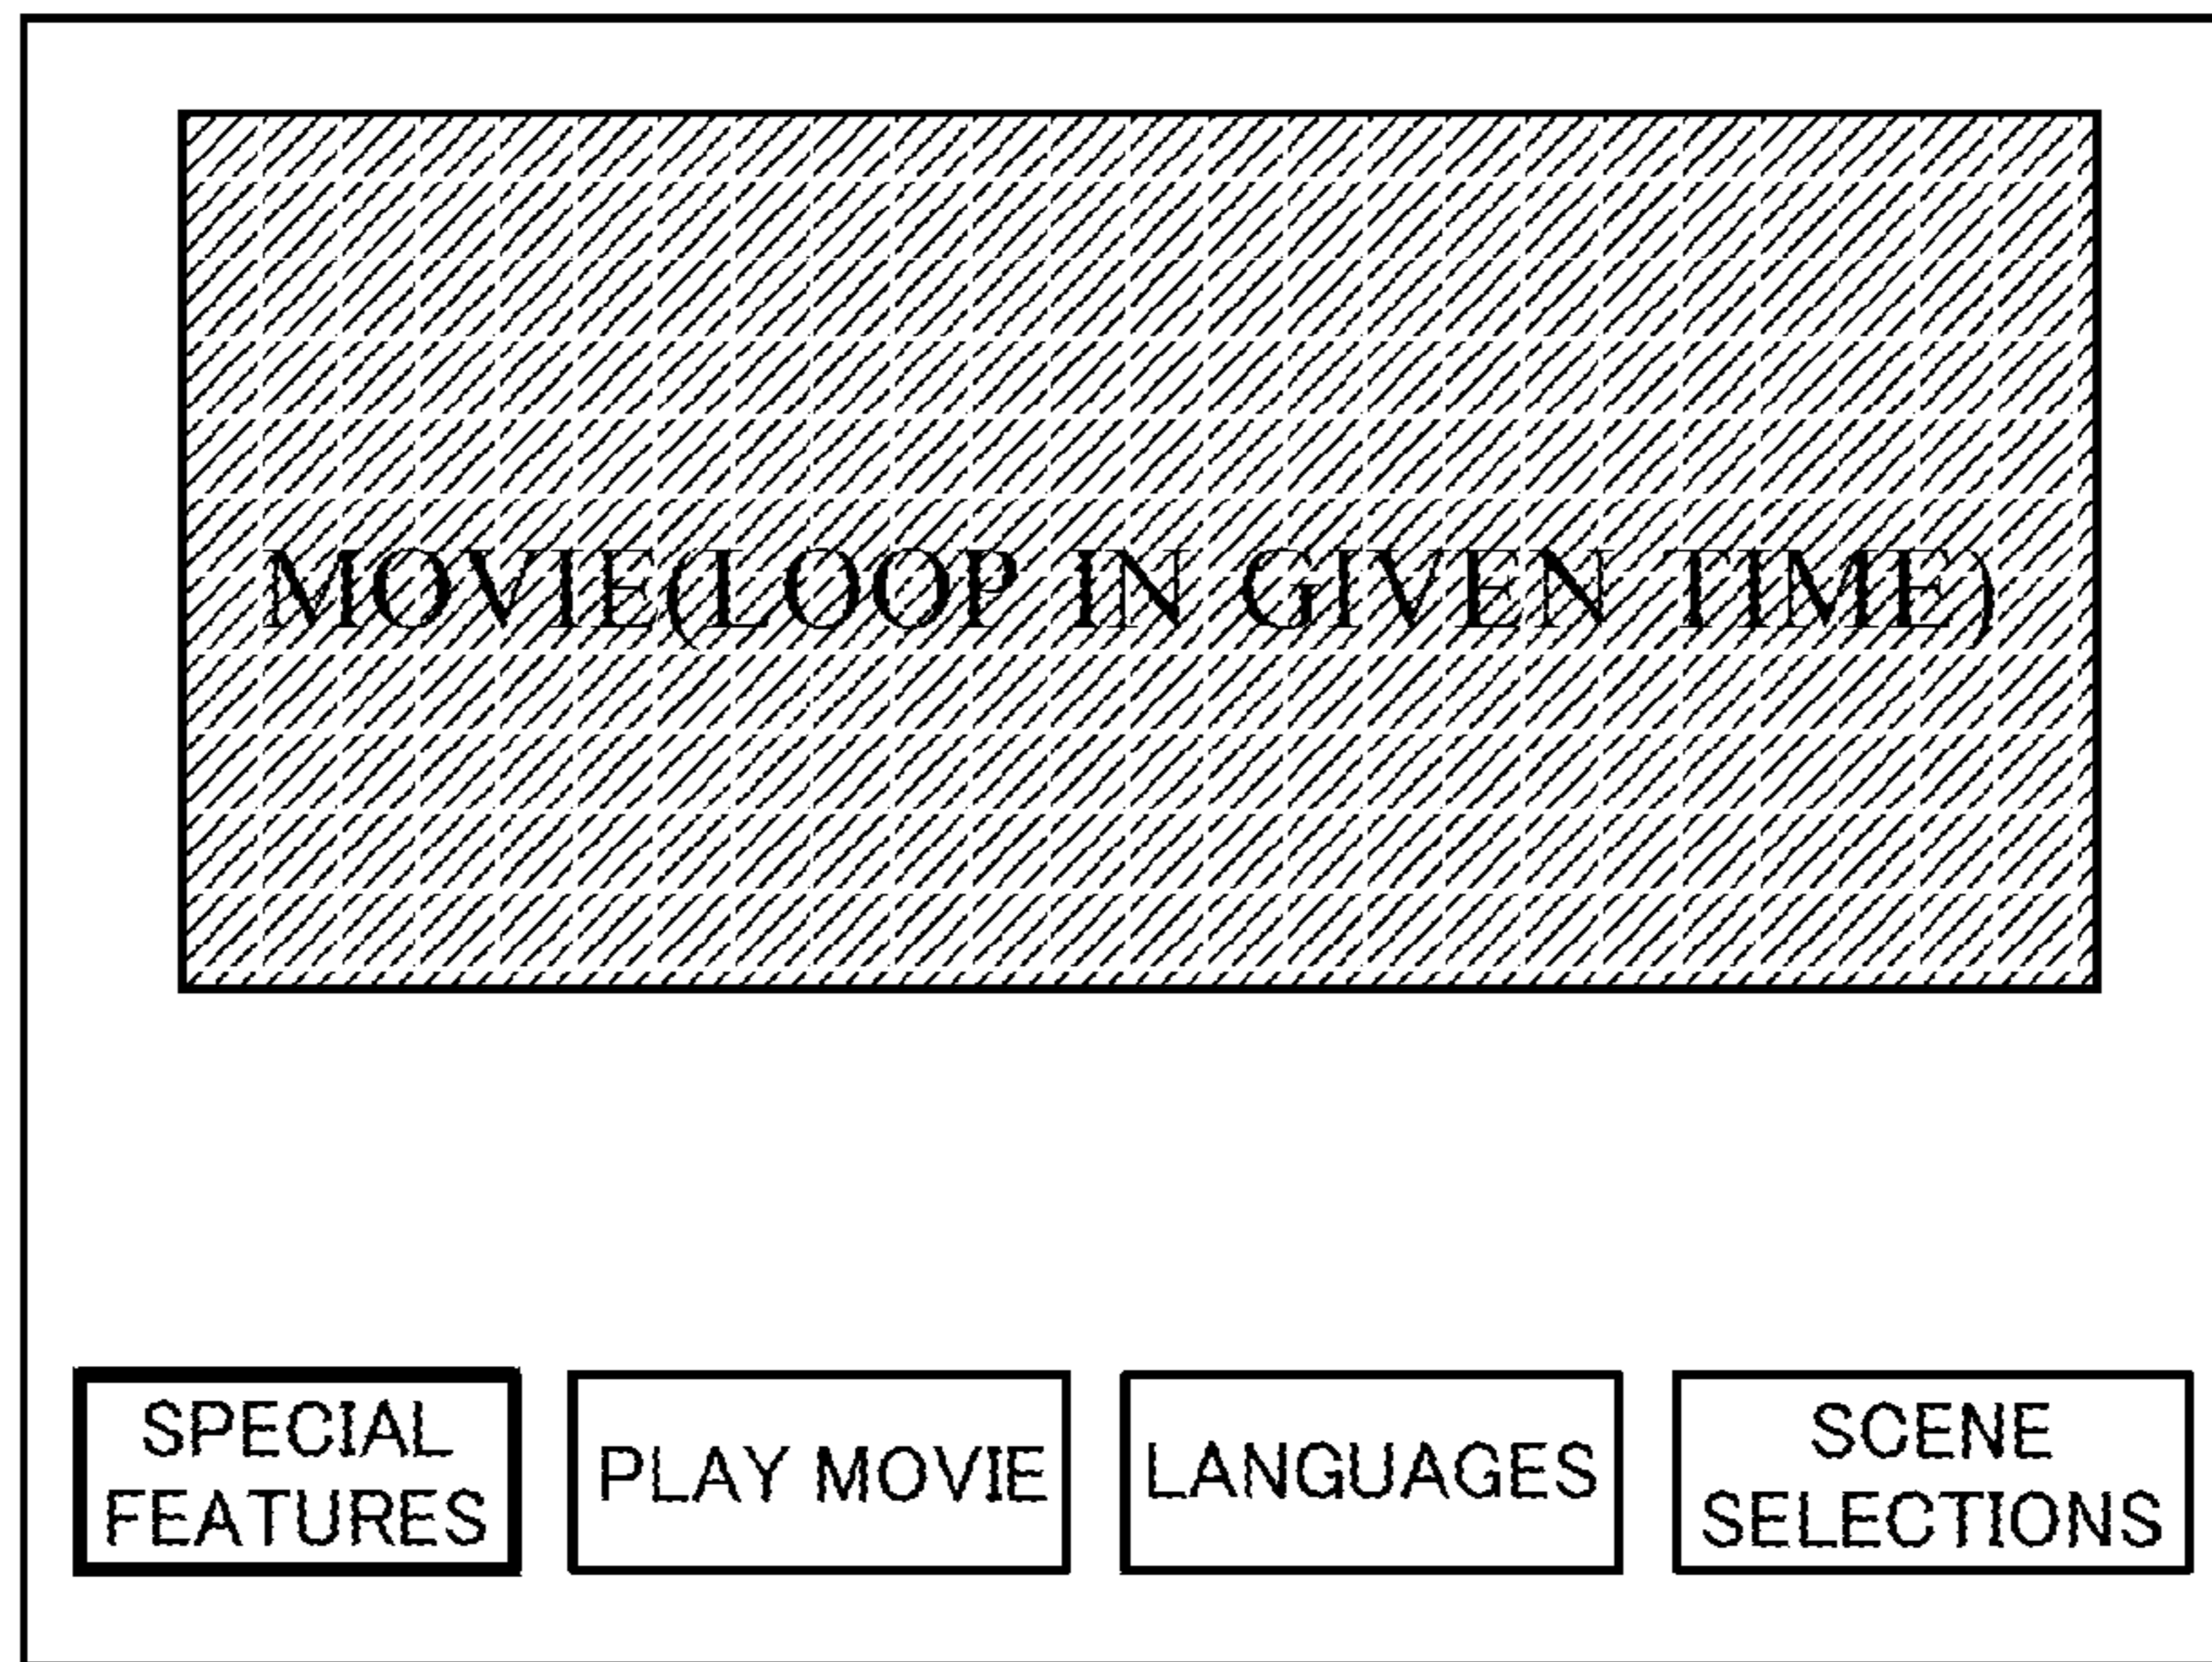 MOVIE(LOOP IN GIVEN TIME)
SPECIAL
FEATURES
PLAY MOVIE
LANGUAGES
SCENE
SELECTIONS